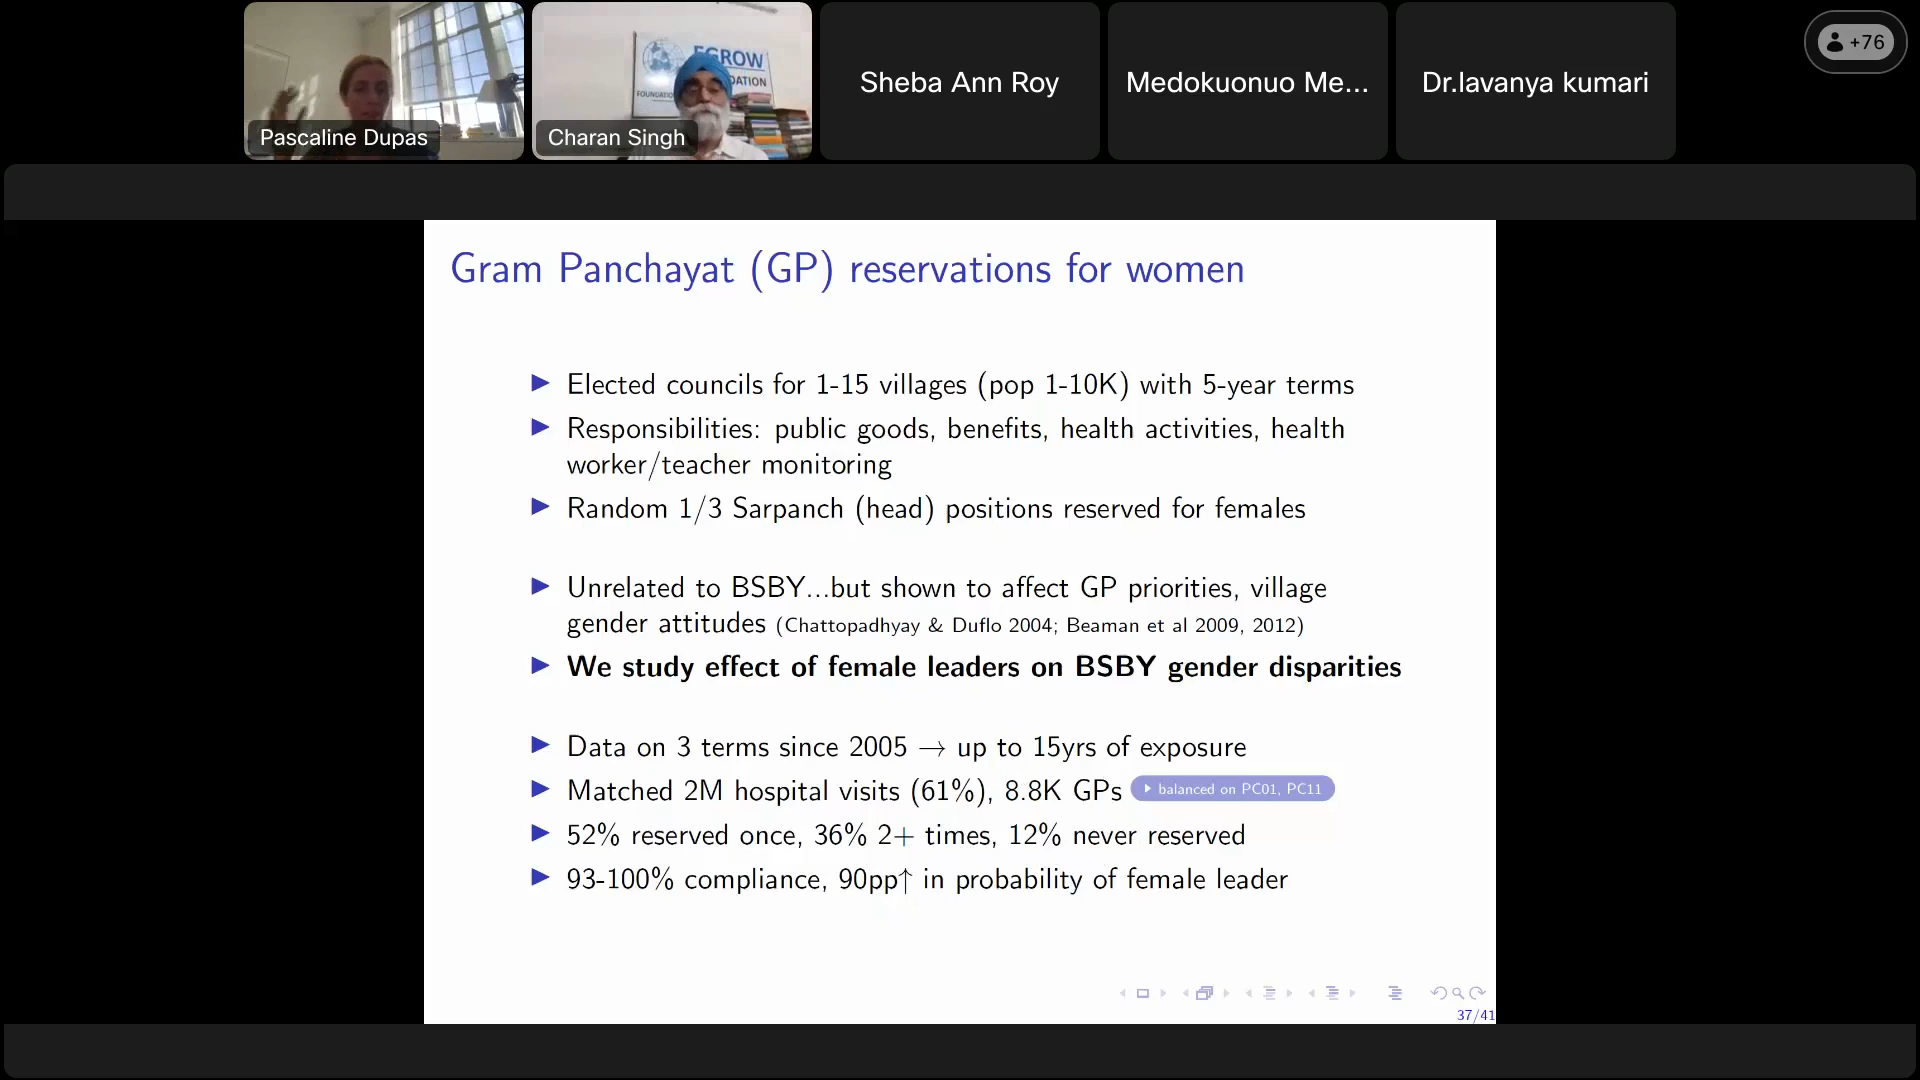 EGROW
FOUNDATION
Pascaline Dupas
Charan Singh
Sheba Ann Roy
Medokuonuo Me...
Dr.lavanya kumari
+76
Gram Panchayat (GP) reservations for women
Elected councils for 1-15 villages (pop 1-10K) with 5-year terms
Responsibilities: public goods, benefits, health activities, health
worker/teacher monitoring
Random 1/3 Sarpanch (head) positions reserved for females
Unrelated to BSBY...but shown to affect GP priorities, village
gender attitudes (Chattopadhyay & Duflo 2004; Beaman et al 2009, 2012)
We study effect of female leaders on BSBY gender disparities
Data on 3 terms since 2005 → up to 15yrs of exposure
Matched 2M hospital visits (61%), 8.8K GPs balanced on PC01, PC11
52% reserved once, 36% 2+ times, 12% never reserved
93-100% compliance, 90pp↑ in probability of female leader
37/41